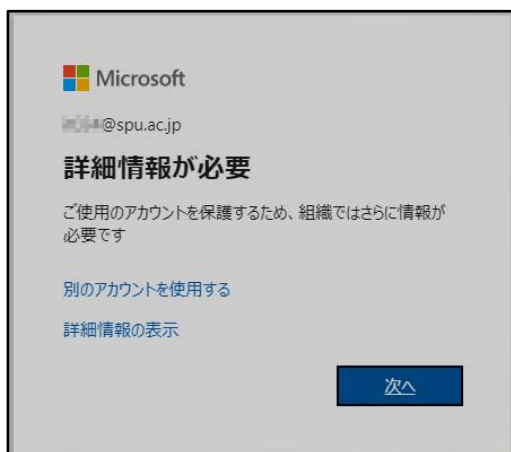 Microsoft
@spu.ac.jp
詳細情報が必要
ご使用のアカウントを保護するため、組織ではさらに情報が
必要です
別のアカウントを使用する
詳細情報の表示
次へ